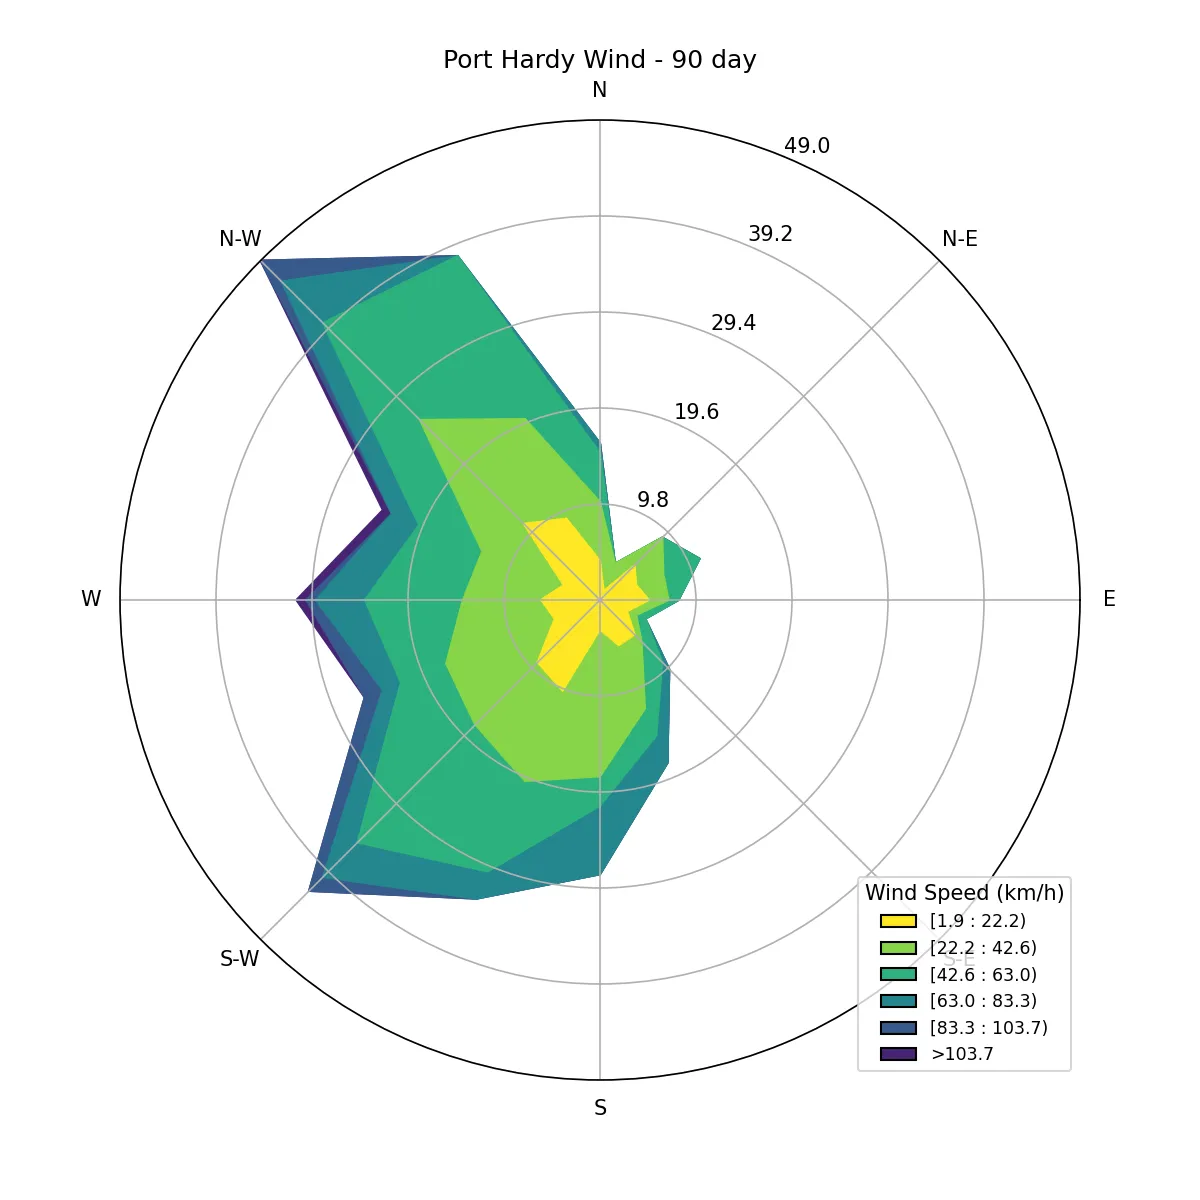 Port Hardy Wind - 90 day
N
49.0
39.2
N-W
N-E
29.4
19.6
9.8
W
E
Wind Speed (km/h)
[1.9 : 22.2)
[22.2 : 42.6)
S-W
S-E
[42.6 : 63.0)
[63.0 : 83.3)
[83.3 : 103.7)
>103.7
S